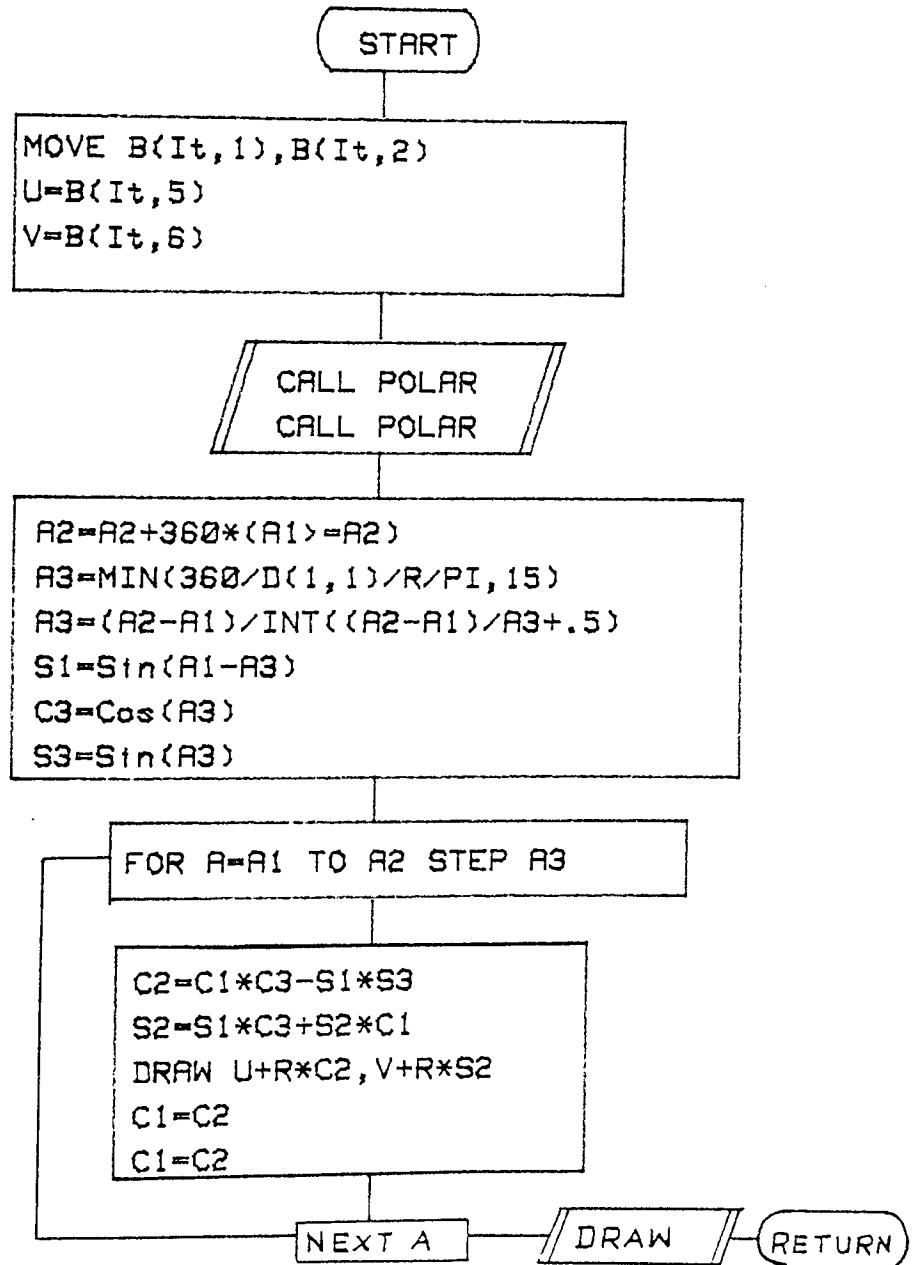 START
MOVE B(It,1),B(It,2)
U=B(It,5)
V=B(It,6)
CALL POLAR
CALL POLAR
A2=A2+360*(A1>=A2)
A3=MIN(360/D(1,1)/R/PI,15)
A3=(A2-A1)/INT((A2-A1)/A3+.5)
S1=Sin(A1-A3)
C3=Cos(A3)
S3=Sin(A3)
FOR A=A1 TO A2 STEP A3
C2=C1*C3-S1*S3
S2=S1*C3+S2*C1
DRAW U+R*C2,V+R*S2
C1=C2
C1=C2
NEXT A
DRAW
RETURN